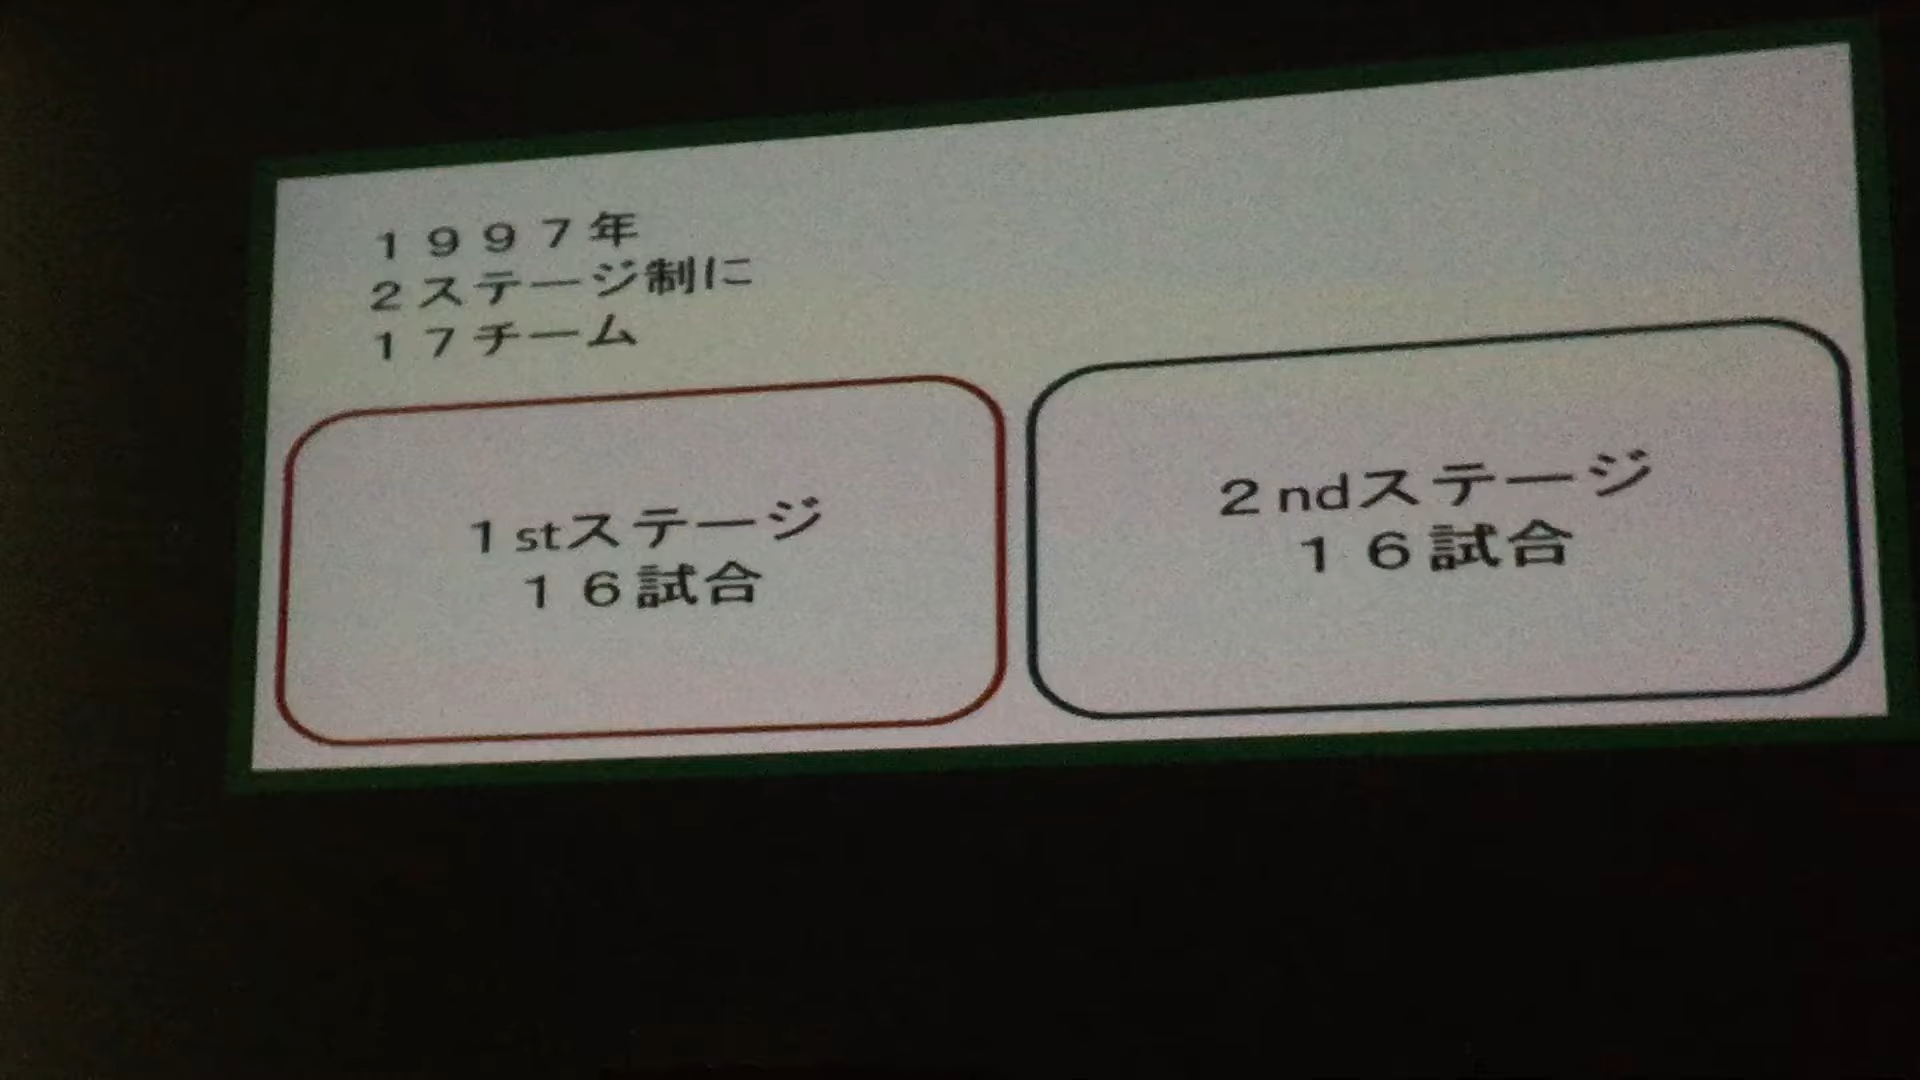 １９９７年
２ステージ制に
１７チーム
１stステージ
１６試合
２ndステージ
１６試合